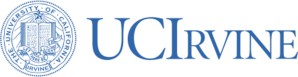 THE UNIVERSITY OF CALIFORNIA
IRVINE
UCIRVINE